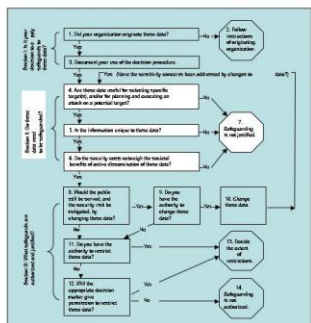 Section I: Is it your
decision to apply
safeguards to
these data?
1. Did your organization originate these data?
No
2. Follow
instructions
of originating
organization.
Yes
3. Document your use of the decision procedure.
Yes
Yes (Have the sensitivity concerns been addressed by changes to data?)
Section II: Do these
data need
to be safeguarded?
4. Are these data useful for selecting specific
target(s), and/or for planning and executing an
attack on a potential target?
No
Yes
5. Is the information unique to these data?
No
7.
Safeguarding
is not justified.
Yes
6. Do the security costs outweigh the societal
benefits of active dissemination of these data?
No
Yes
Section III: What safeguards are
authorized and justified?
8. Would the public
still be served, and
the security risk be
mitigated, by
changing these data?
Yes
9. Do you
have the
authority to
change these
data?
Yes
10. Change
these data.
No
No
11. Do you have the
authority to restrict
these data?
Yes
13. Decide
the extent
of
restrictions.
No
12. Will the
appropriate
decision
maker give
permission to restrict
these data?
Yes
No
14.
Safeguarding
is not
authorized.